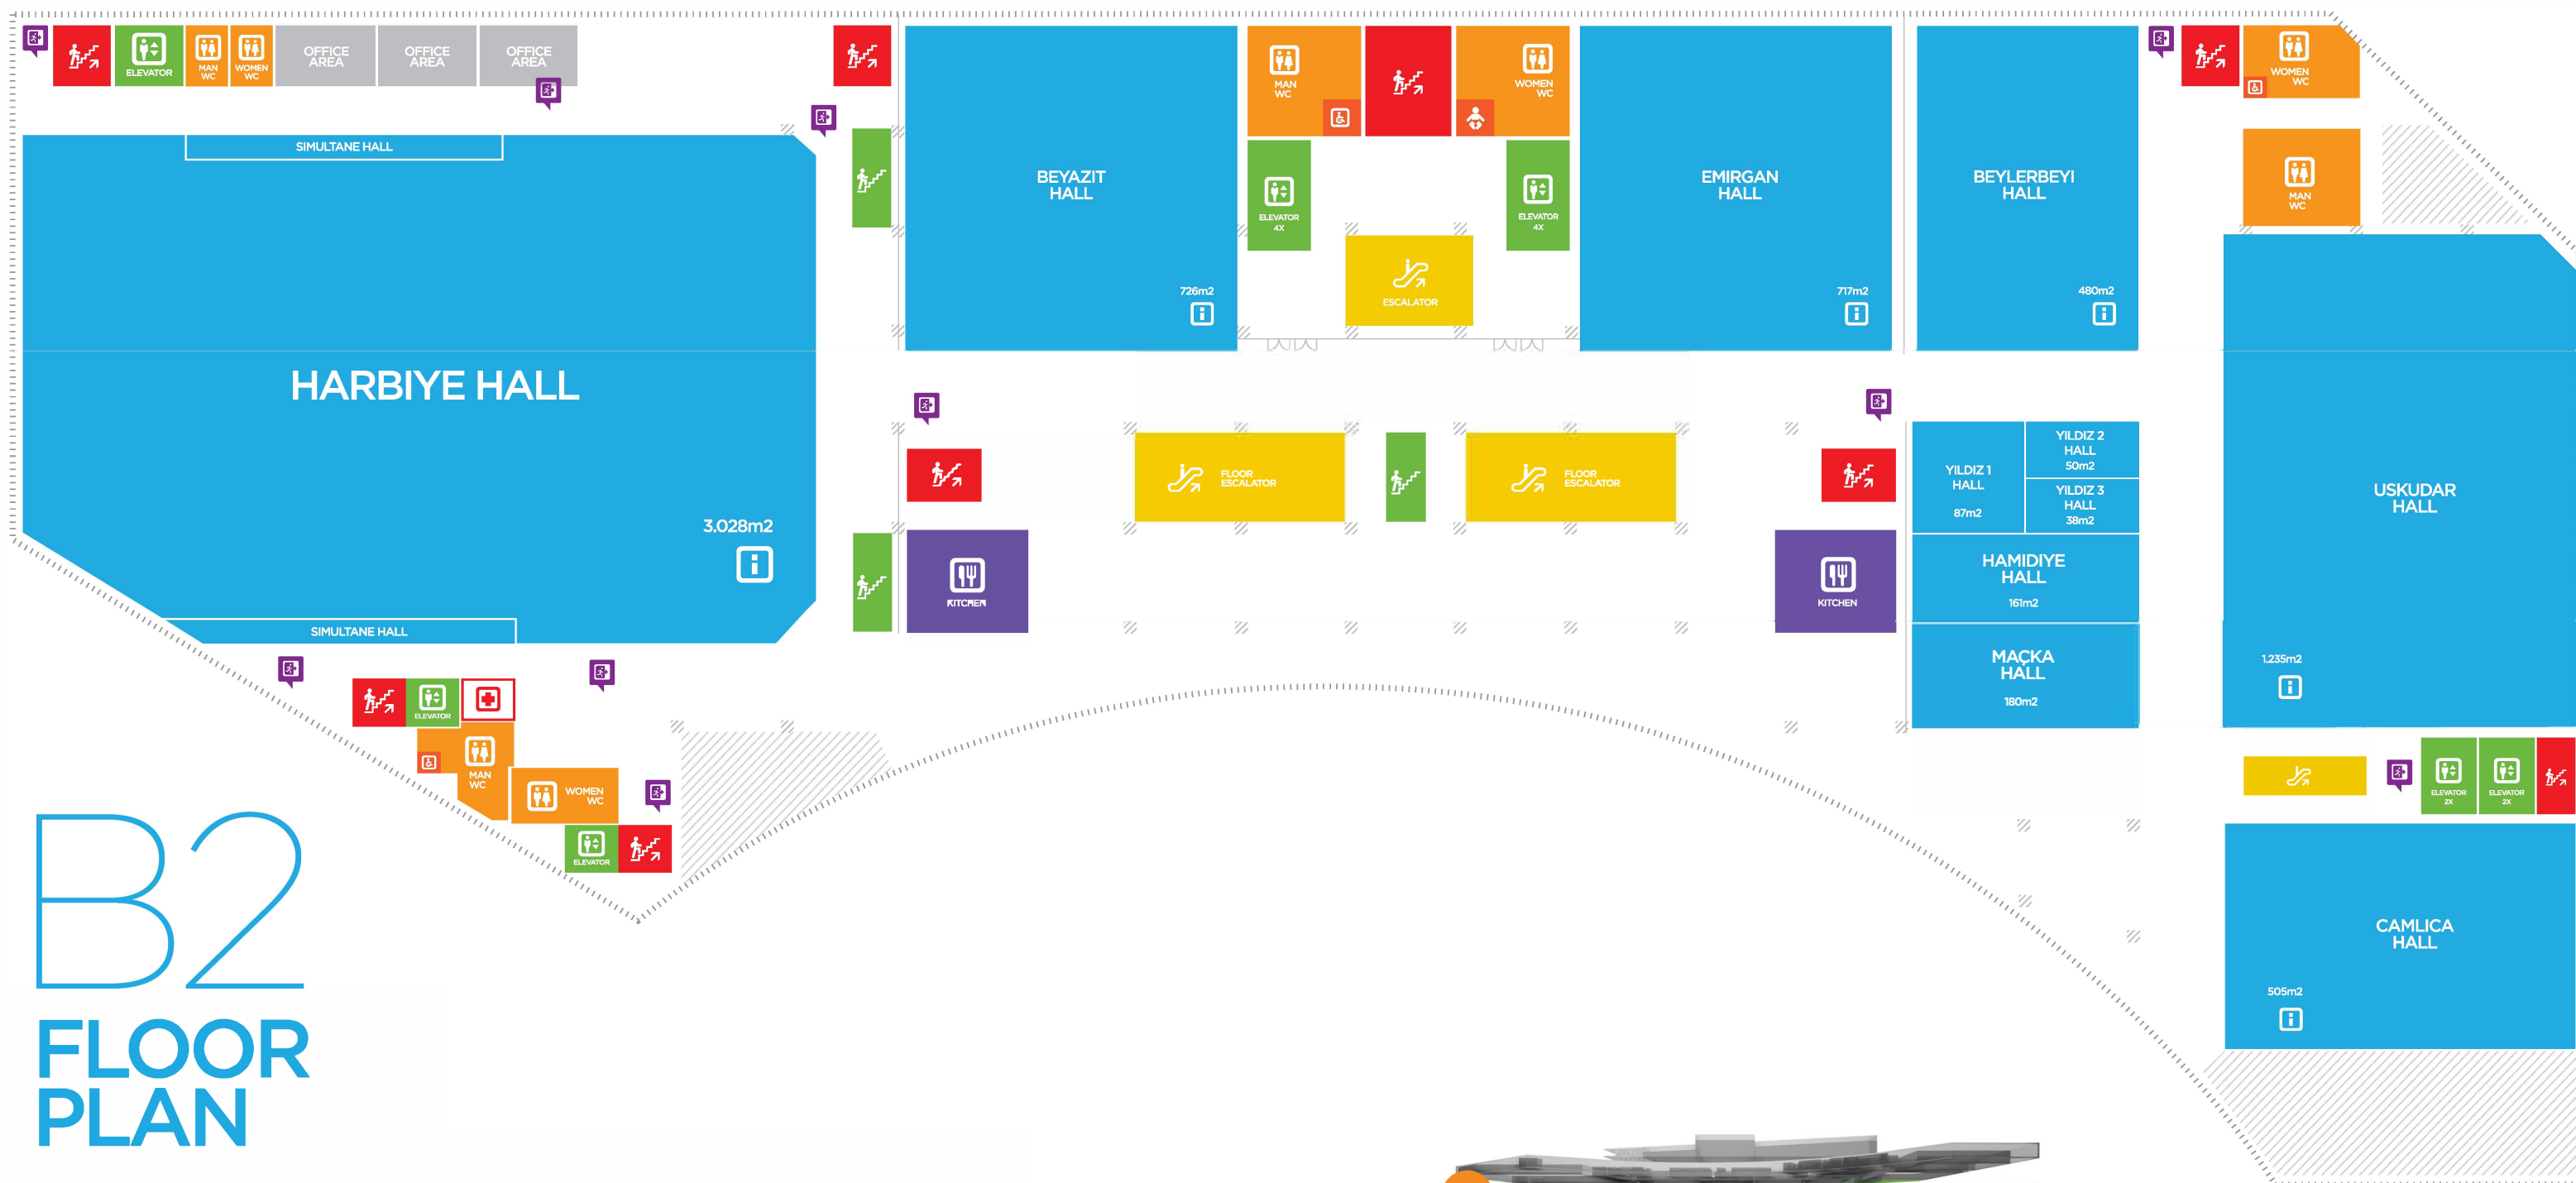 ELEVATOR
MAN
WC
WOMEN
WC
OFFICE
AREA
OFFICE
AREA
OFFICE
AREA
SIMULTANE HALL
HARBIYE HALL
3.028m2
SIMULTANE HALL
BEYAZIT
HALL
726m2
MAN
WC
WOMEN
WC
ELEVATOR
4X
ELEVATOR
4X
ESCALATOR
EMIRGAN
HALL
717m2
BEYLERBEYI
HALL
480m2
WOMEN
WC
MAN
WC
FLOOR
ESCALATOR
FLOOR
ESCALATOR
KITCHEN
KITCHEN
YILDIZ 1
HALL
87m2
YILDIZ 2
HALL
50m2
YILDIZ 3
HALL
38m2
HAMIDIYE
HALL
161m2
MAÇKA
HALL
180m2
USKUDAR
HALL
1.235m2
ELEVATOR
2X
ELEVATOR
2X
CAMLICA
HALL
505m2
ELEVATOR
MAN
WC
WOMEN
WC
ELEVATOR
B2
FLOOR
PLAN